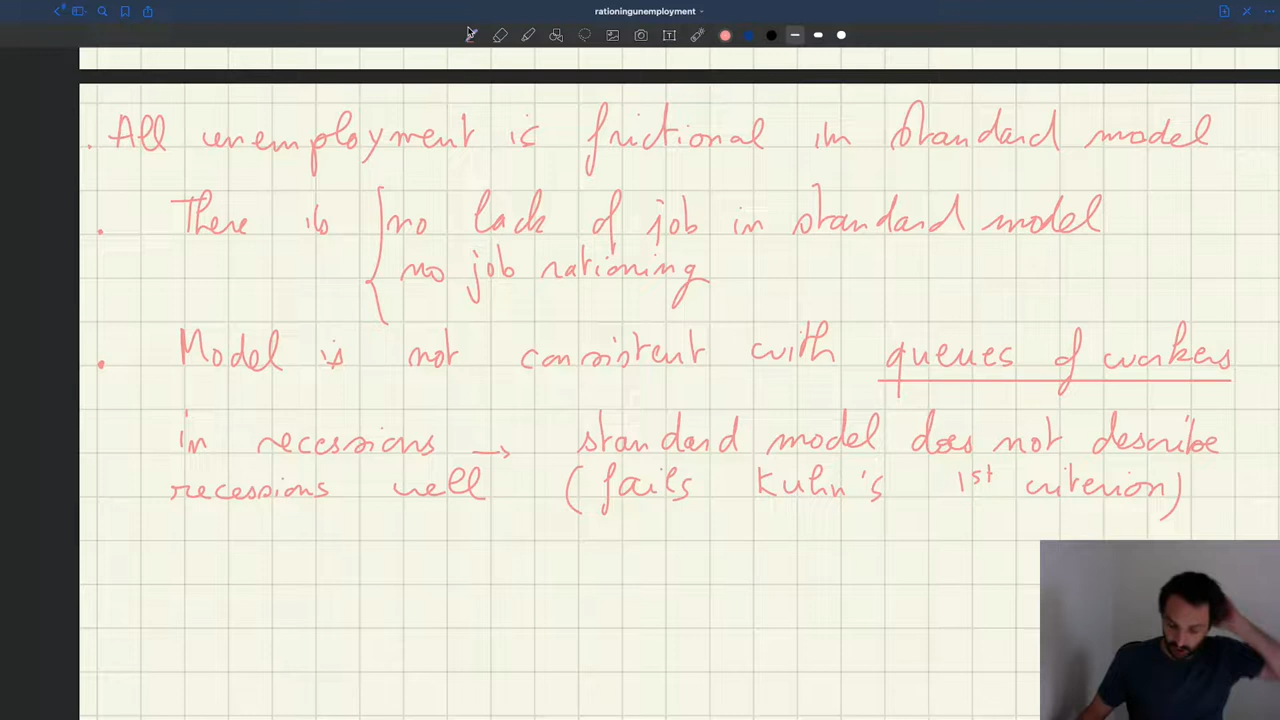 rationingunemployment
. All unemployment is frictional in standard model
. There is { no lack of job in standard model
no job rationing
. Model is not consistent with queues of workers
in recessions → standard model does not describe
recessions well (fails Kuhn's 1st criterion)